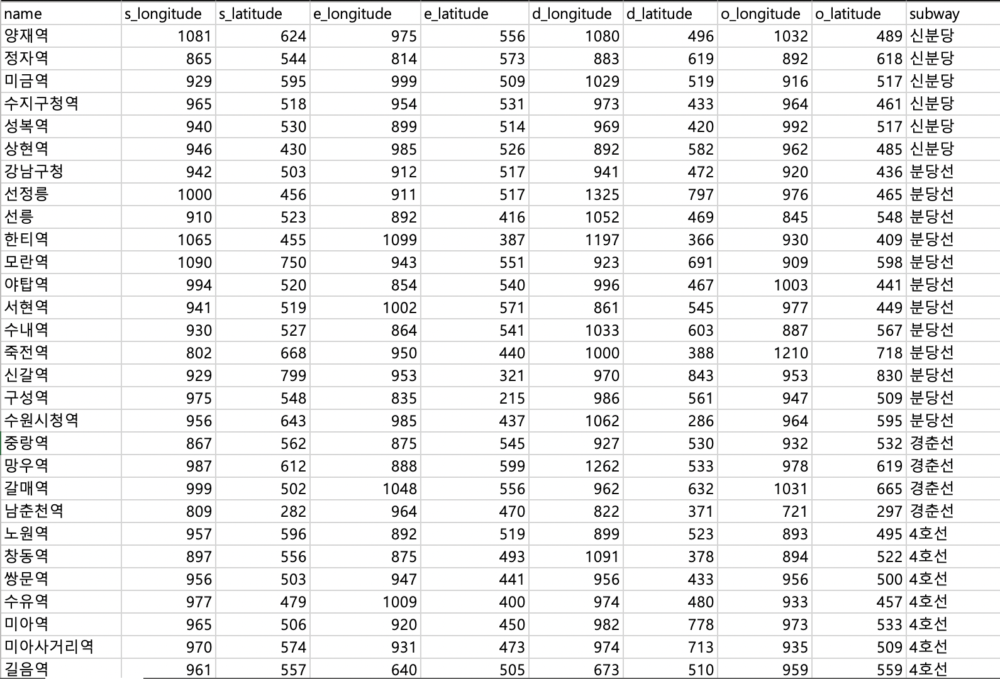 name s_longitude s_latitude e_longitude e_latitude d_longitude d_latitude o_longitude o_latitude subway
양재역 1081 624 975 556 1080 496 1032 489 신분당
정자역 865 544 814 573 883 619 892 618 신분당
미금역 929 595 999 509 1029 519 916 517 신분당
수지구청역 965 518 954 531 973 433 964 461 신분당
성복역 940 530 899 514 969 420 992 517 신분당
상현역 946 430 985 526 892 582 962 485 신분당
강남구청 942 503 912 517 941 472 920 436 분당선
선정릉 1000 456 911 517 1325 797 976 465 분당선
선릉 910 523 892 416 1052 469 845 548 분당선
한티역 1065 455 1099 387 1197 366 930 409 분당선
모란역 1090 750 943 551 923 691 909 598 분당선
야탑역 994 520 854 540 996 467 1003 441 분당선
서현역 941 519 1002 571 861 545 977 449 분당선
수내역 930 527 864 541 1033 603 887 567 분당선
죽전역 802 668 950 440 1000 388 1210 718 분당선
신갈역 929 799 953 321 970 843 953 830 분당선
구성역 975 548 835 215 986 561 947 509 분당선
수원시청역 956 643 985 437 1062 286 964 595 분당선
중랑역 867 562 875 545 927 530 932 532 경춘선
망우역 987 612 888 599 1262 533 978 619 경춘선
갈매역 999 502 1048 556 962 632 1031 665 경춘선
남춘천역 809 282 964 470 822 371 721 297 경춘선
노원역 957 596 892 519 899 523 893 495 4호선
창동역 897 556 875 493 1091 378 894 522 4호선
쌍문역 956 503 947 441 956 433 956 500 4호선
수유역 977 479 1009 400 974 480 933 457 4호선
미아역 965 506 920 450 982 778 973 533 4호선
미아사거리역 970 574 931 473 974 713 935 509 4호선
길음역 961 557 640 505 673 510 959 559 4호선